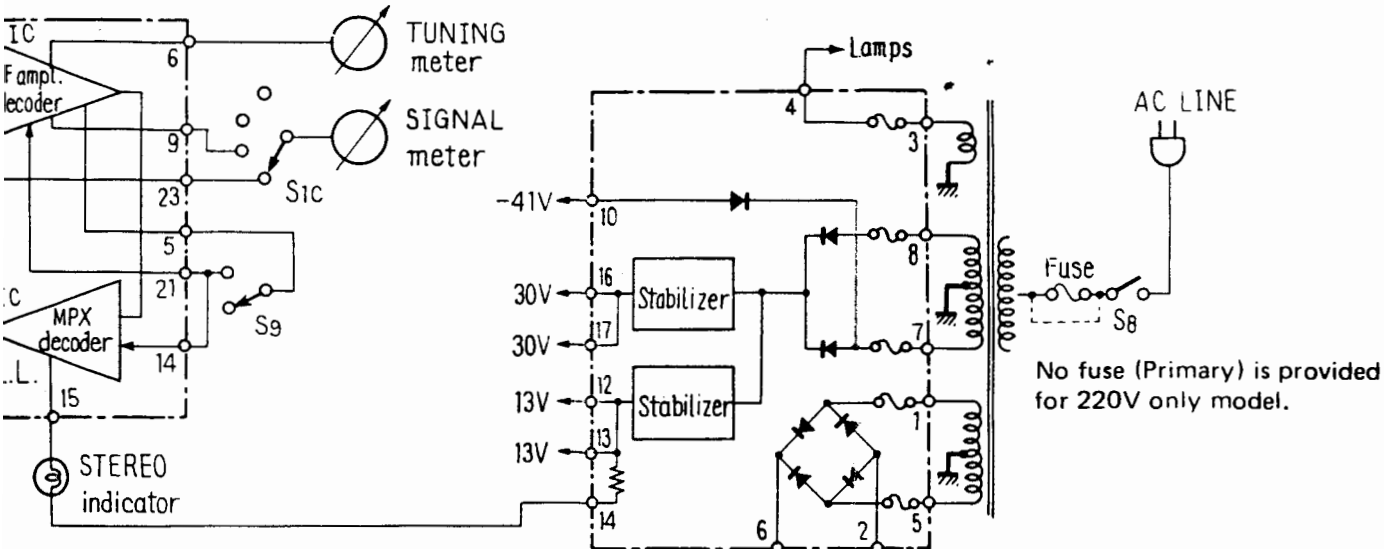 IC
F ampl.
decoder
6
TUNING
meter
9
SIGNAL
meter
23
S1C
5
21
S9
C
MPX
decoder
14
L.
15
STEREO
indicator
Lamps
4
3
-41V
10
8
30V
16
Stabilizer
17
30V
7
13V
12
Stabilizer
13
13V
1
14
6
2
5
AC LINE
Fuse
S8
No fuse (Primary) is provided
for 220V only model.